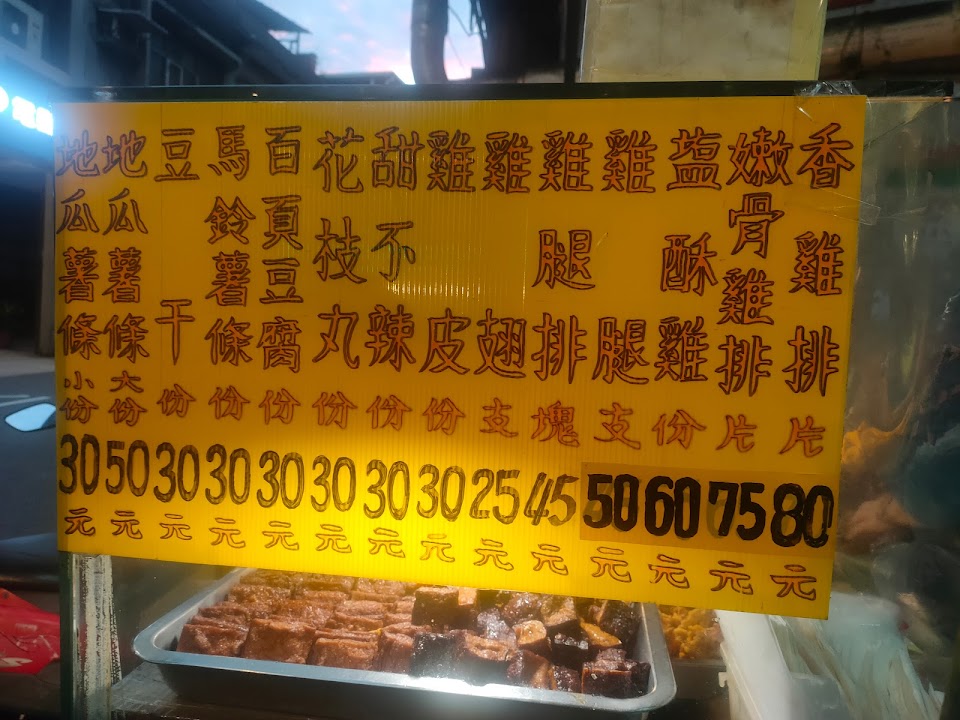 香雞排片80元
嫩骨雞排片75元
盐酥雞份60元
雞腿支50元
雞腿排塊45元
雞翅支25元
雞皮份30元
甜不辣份30元
花枝丸份30元
百頁豆腐份30元
馬鈴薯條份30元
豆干份30元
地瓜薯條大份50元
地瓜薯條小份30元